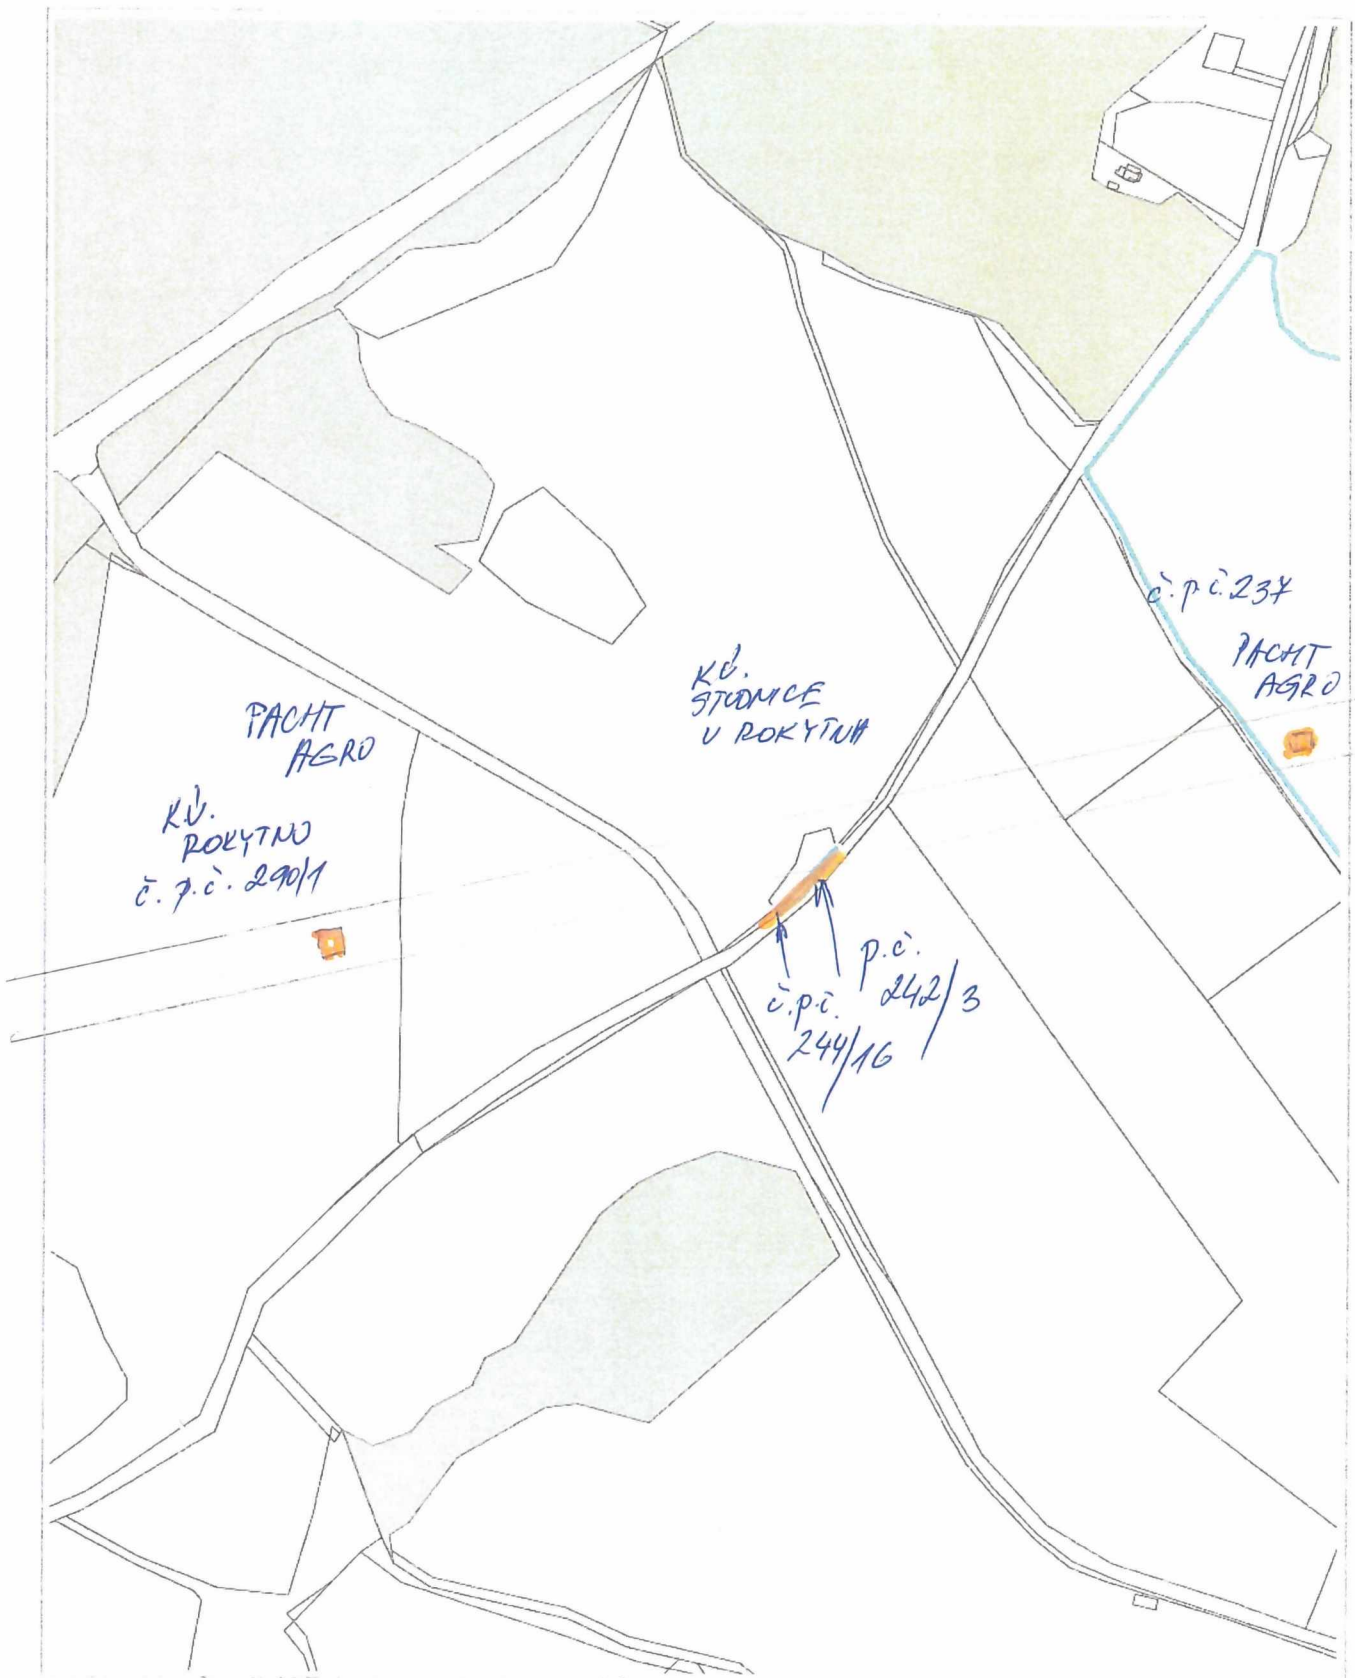 č.p.č. 237
PACHT
AGRO
K.Ú.
STUDNICE
U ROKYTNA
PACHT
AGRO
K.Ú.
ROKYTNO
č.p.č. 290/1
p.č.
242/3
č.p.č.
244/16